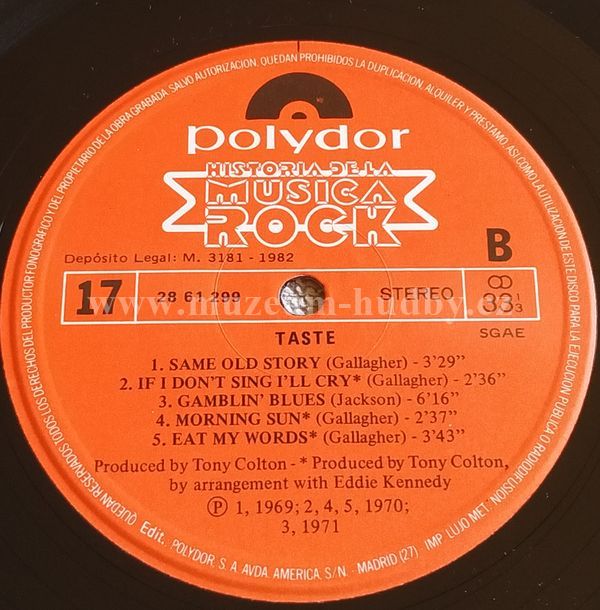 QUEDAN RESERVADOS TODOS LOS DERECHOS DEL PRODUCTOR FONOGRAFICO Y DEL PROPIETARIO DE LA OBRA GRABADA. SALVO AUTORIZACION, QUEDAN PROHIBIDOS LA DUPLICACION, ALQUILER Y PRESTAMO, ASI COMO LA UTILIZACION DE ESTE DISCO PARA LA EJECUCION PUBLICA O RADIODIFUSION.
polydor
HISTORIA DE LA
MUSICA
ROCK
Depósito Legal: M. 3181 - 1982
B
17
28 61 299
STEREO
33 1/3
www.muzeum-hudby.cz
SGAE
TASTE
1. SAME OLD STORY (Gallagher) - 3'29”
2. IF I DON'T SING I'LL CRY* (Gallagher) - 2'36”
3. GAMBLIN' BLUES (Jackson) - 6'16”
4. MORNING SUN* (Gallagher) - 2'37”
5. EAT MY WORDS* (Gallagher) - 3'43”
Produced by Tony Colton - * Produced by Tony Colton,
by arrangement with Eddie Kennedy
Ⓟ 1, 1969; 2, 4, 5, 1970;
3, 1971
Edit. POLYDOR, S. A. AVDA. AMERICA, S/N. - MADRID (27) IMP. LUJO MET.